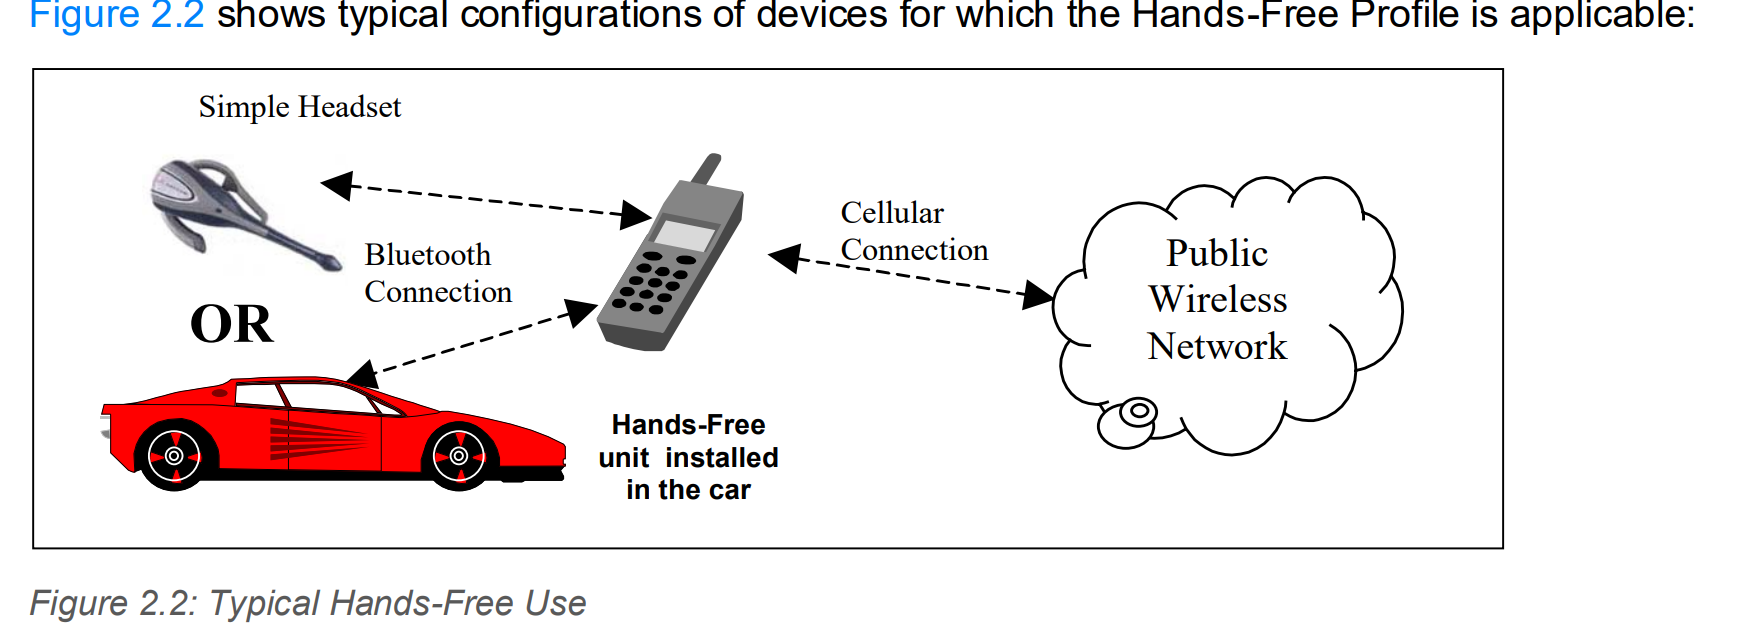 Figure 2.2 shows typical configurations of devices for which the Hands-Free Profile is applicable:
Simple Headset
Bluetooth
Connection
OR
Cellular
Connection
Public
Wireless
Network
Hands-Free
unit installed
in the car
Figure 2.2: Typical Hands-Free Use